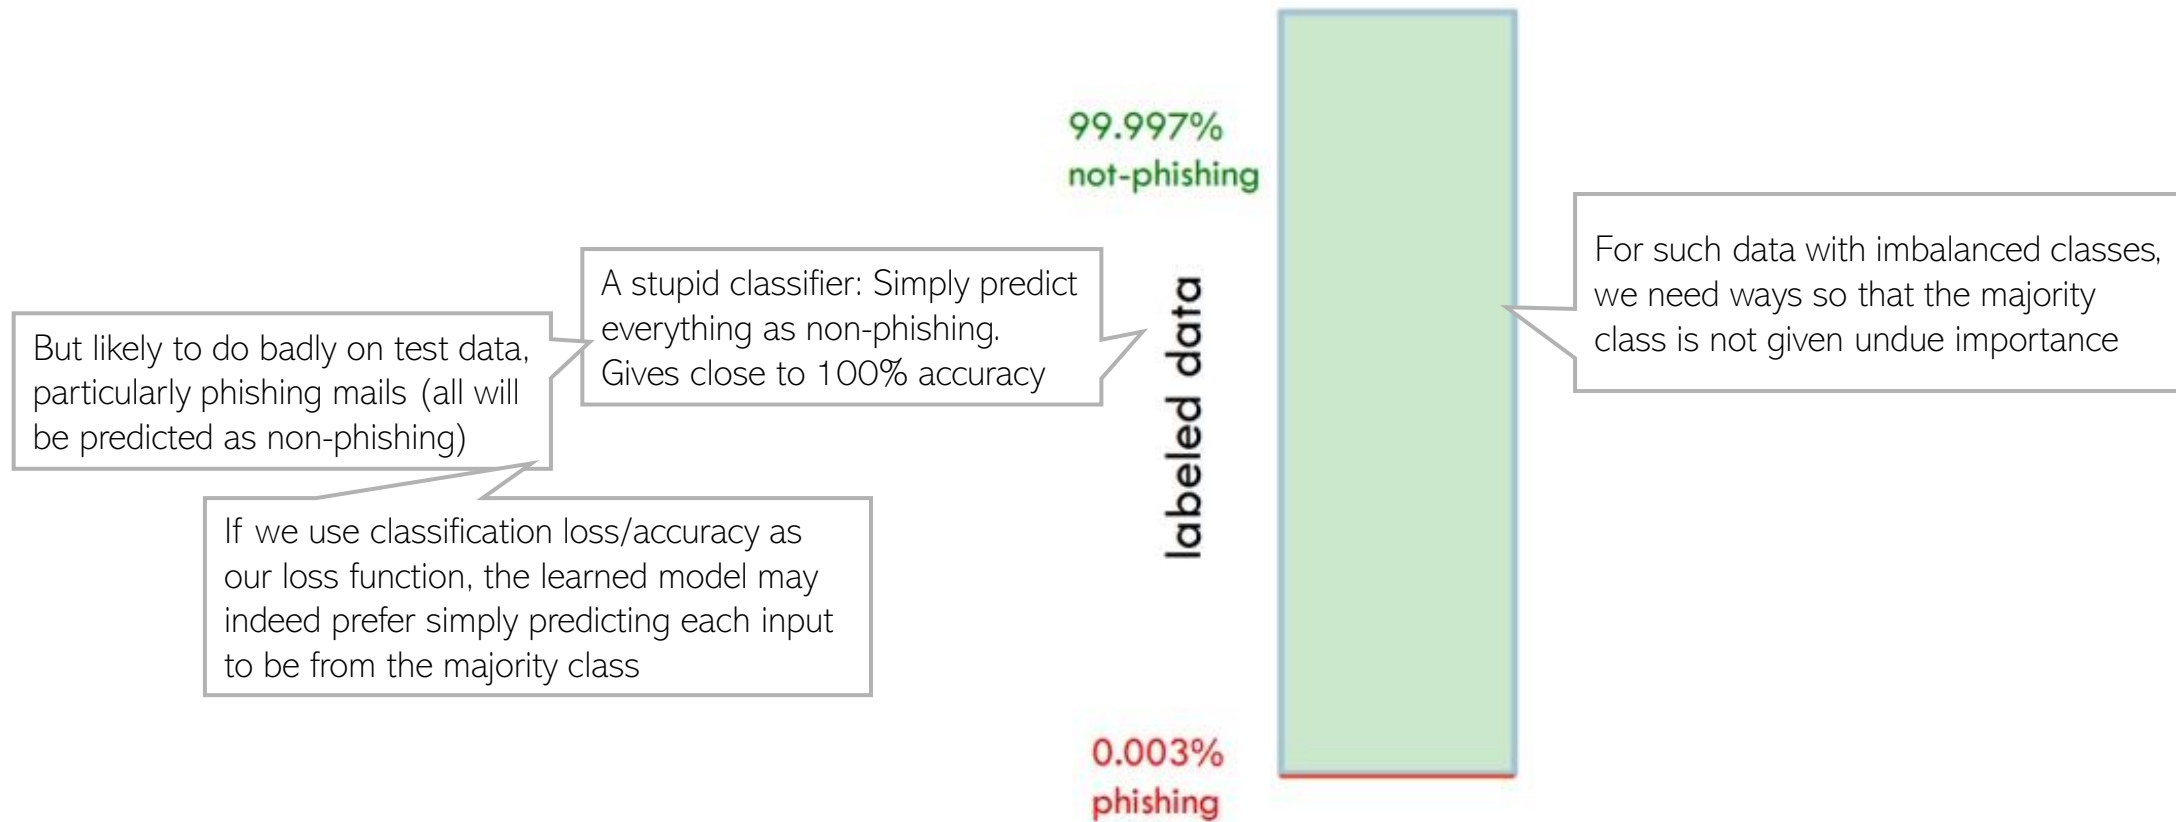 99.997%
not-phishing
For such data with imbalanced classes,
we need ways so that the majority
class is not given undue importance
A stupid classifier: Simply predict
everything as non-phishing.
Gives close to 100% accuracy
But likely to do badly on test data,
particularly phishing mails (all will
be predicted as non-phishing)
labeled data
If we use classification loss/accuracy as
our loss function, the learned model may
indeed prefer simply predicting each input
to be from the majority class
0.003%
phishing